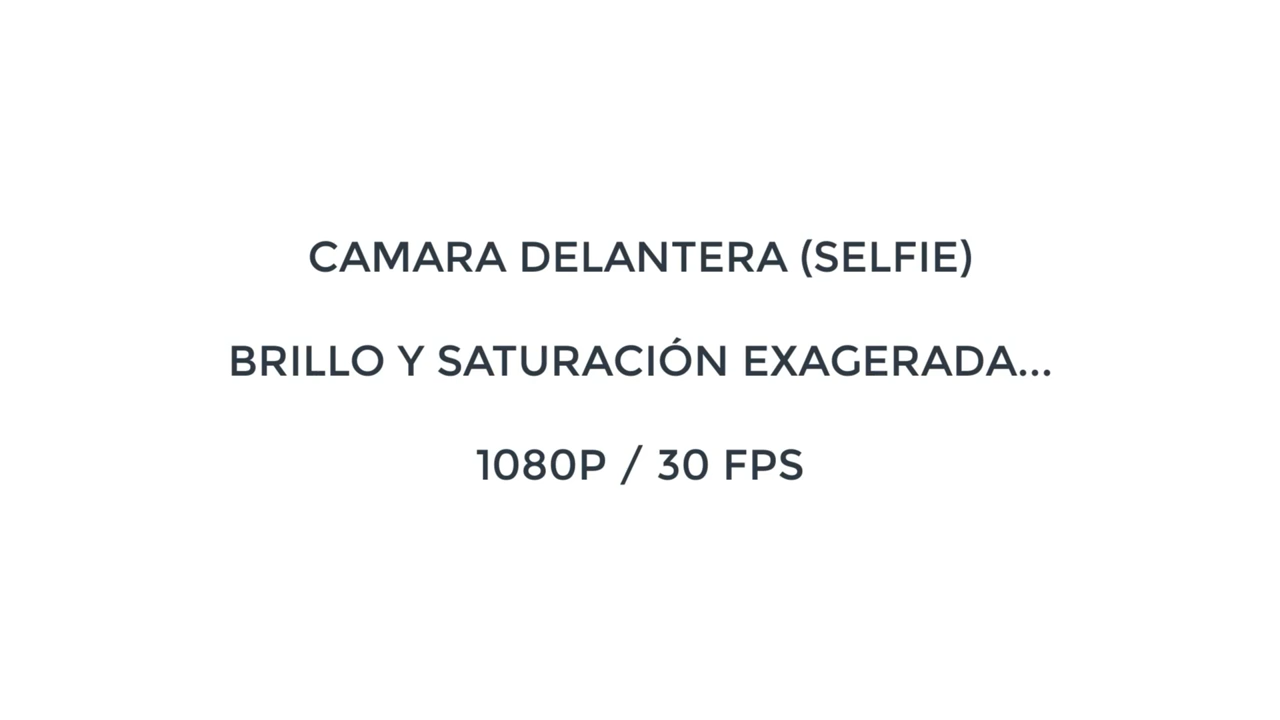 CAMARA DELANTERA (SELFIE)
BRILLO Y SATURACIÓN EXAGERADA...
1080P / 30 FPS